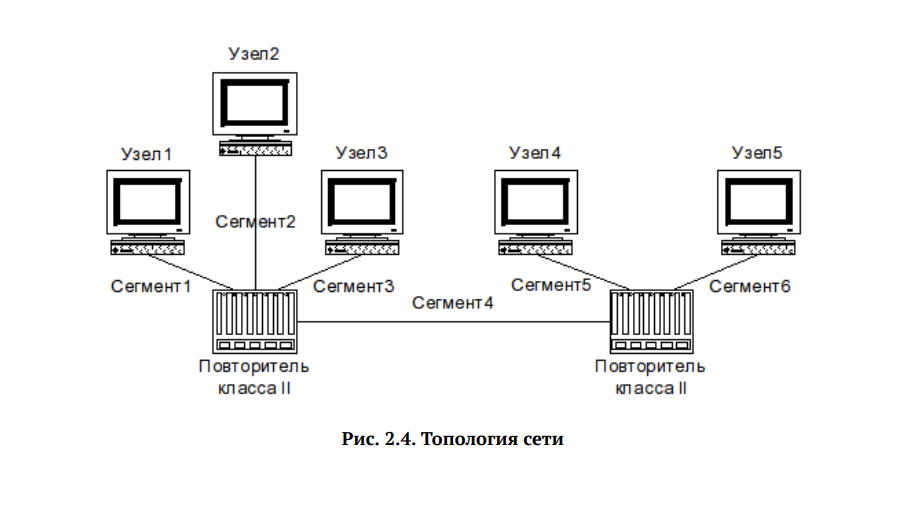 Узел2
Узел1
Узел3
Узел4
Узел5
Сегмент2
Сегмент1
Сегмент3
Сегмент4
Сегмент5
Сегмент6
Повторитель
класса II
Повторитель
класса II
Рис. 2.4. Топология сети